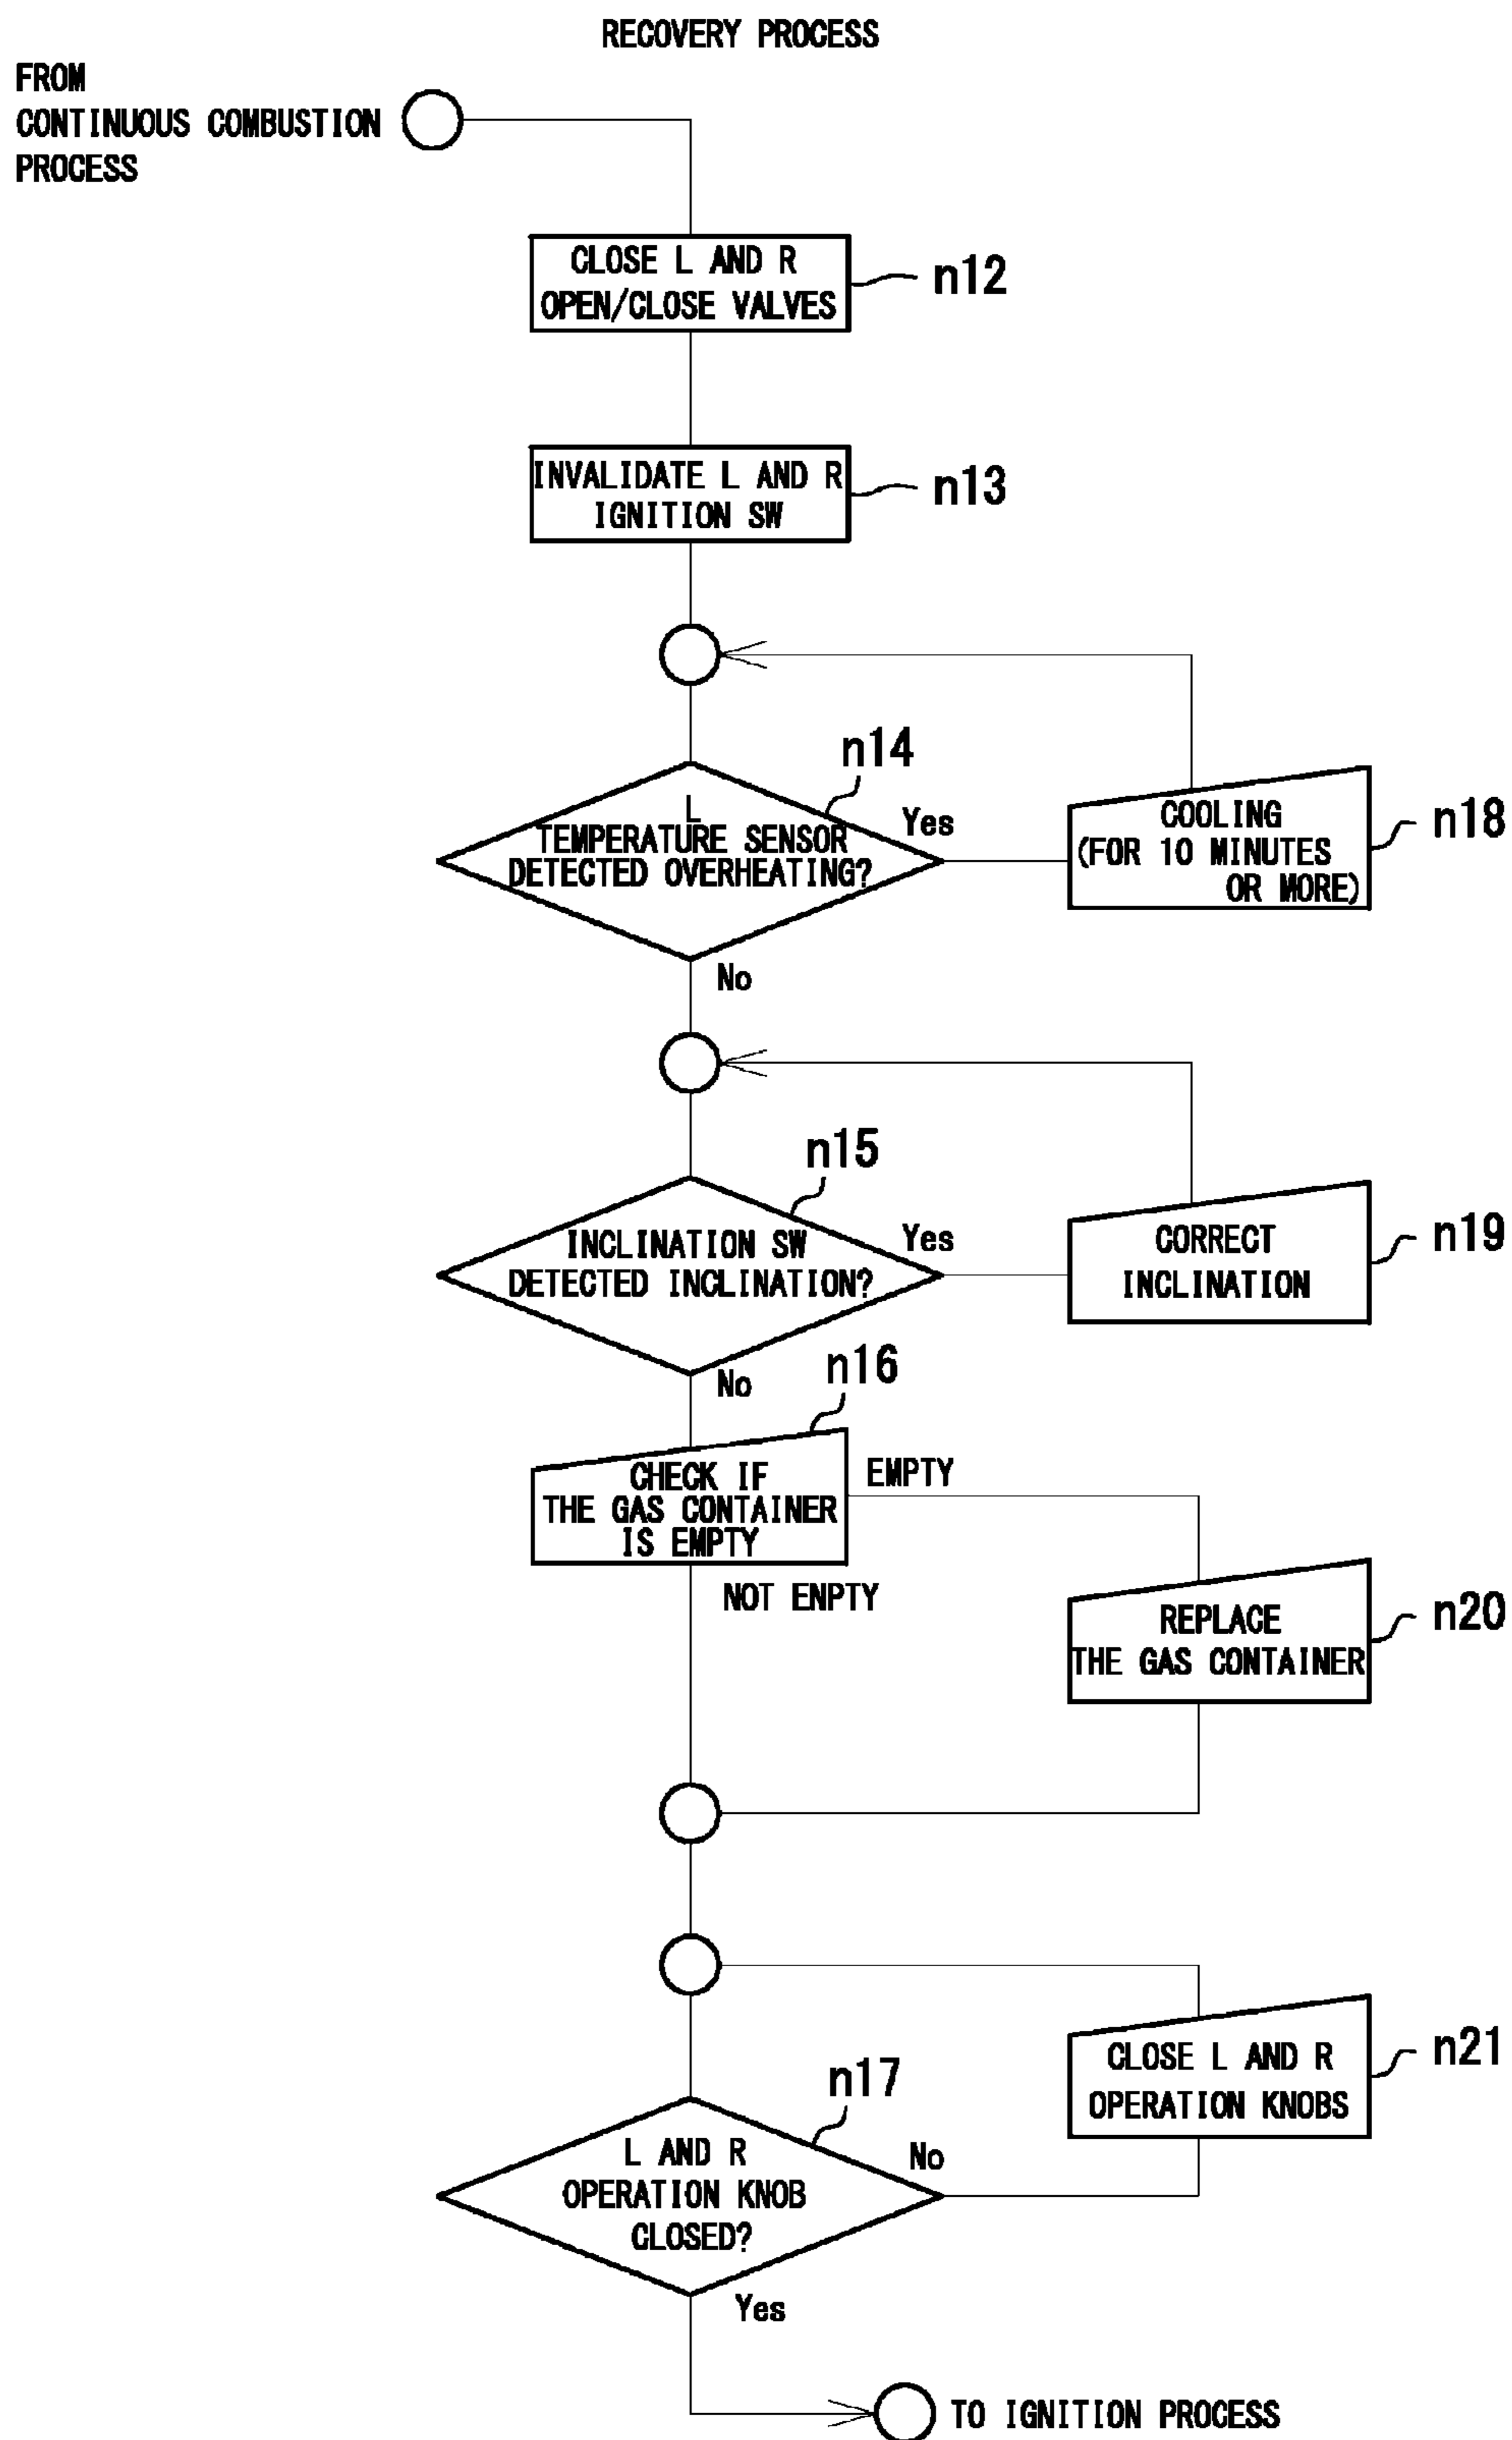 RECOVERY PROCESS
FROM
CONTINUOUS COMBUSTION
PROCESS
CLOSE L AND R
OPEN/CLOSE VALVES
n12
INVALIDATE L AND R
IGNITION SW
n13
n14
L
TEMPERATURE SENSOR
DETECTED OVERHEATING?
Yes
COOLING
(FOR 10 MINUTES
OR MORE)
n18
No
n15
INCLINATION SW
DETECTED INCLINATION?
Yes
CORRECT
INCLINATION
n19
No
n16
CHECK IF
THE GAS CONTAINER
IS EMPTY
EMPTY
NOT ENPTY
REPLACE
THE GAS CONTAINER
n20
n17
L AND R
OPERATION KNOB
CLOSED?
No
CLOSE L AND R
OPERATION KNOBS
n21
Yes
TO IGNITION PROCESS